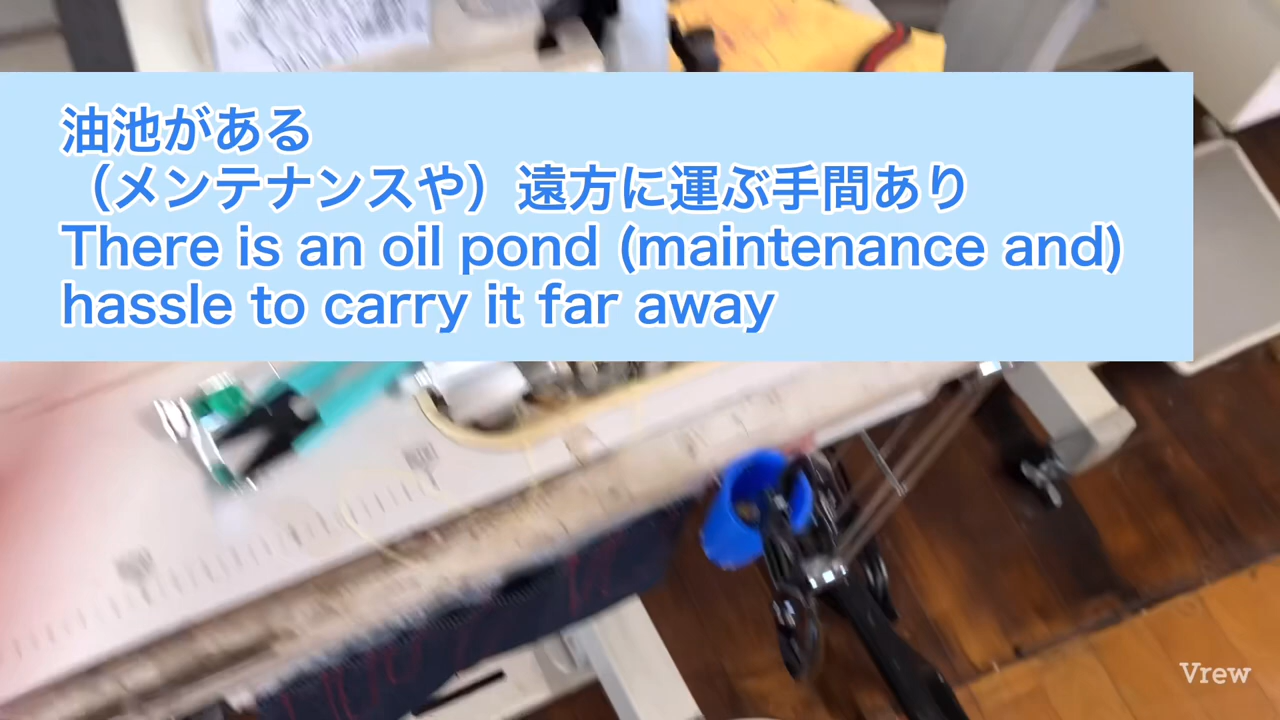 油池がある
（メンテナンスや）遠方に運ぶ手間あり
There is an oil pond (maintenance and)
hassle to carry it far away
Vrew